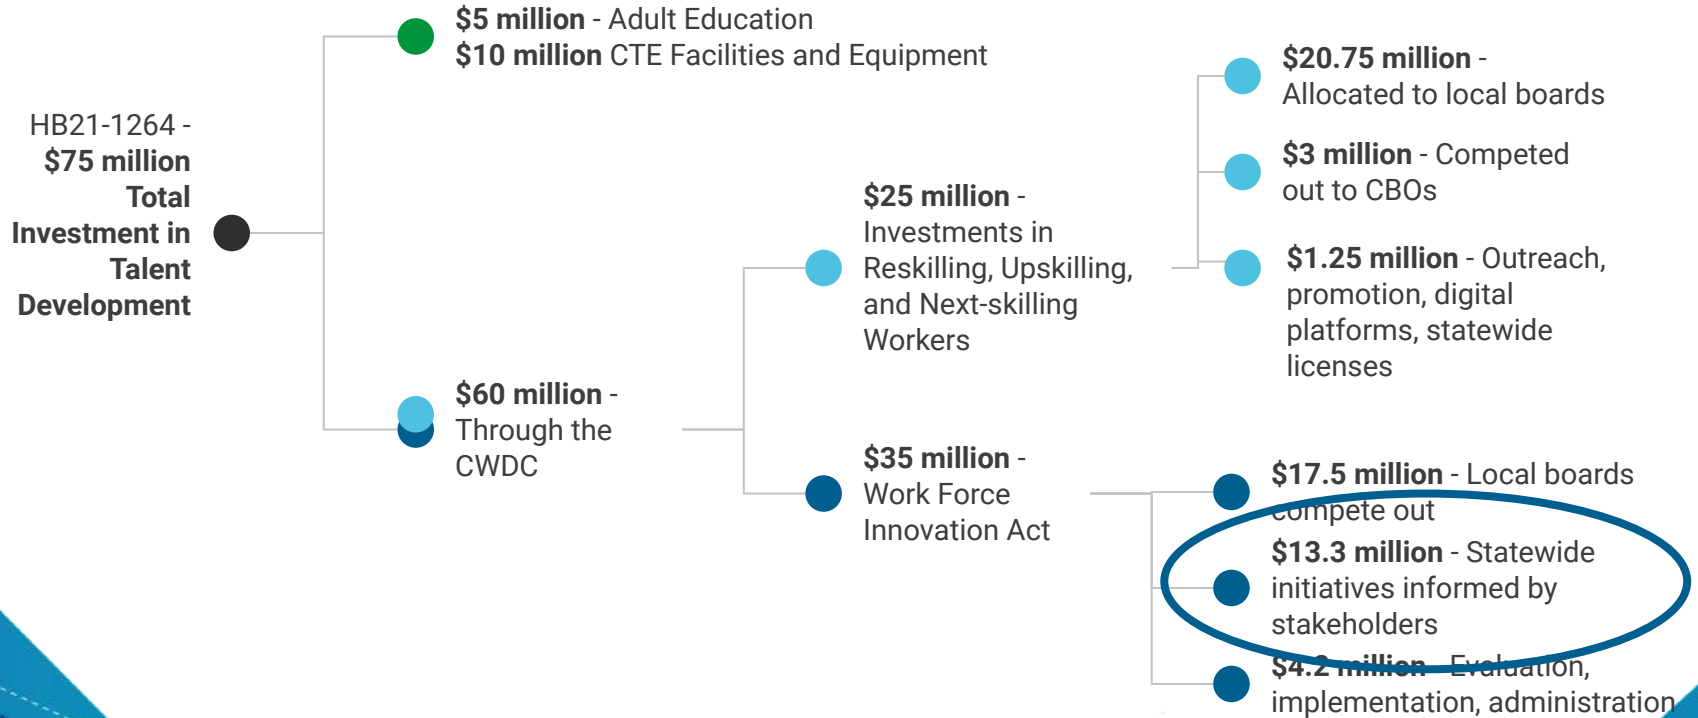 HB21-1264 -
$75 million
Total
Investment in
Talent
Development
$5 million - Adult Education
$10 million CTE Facilities and Equipment
$60 million -
Through the
CWDC
$25 million -
Investments in
Reskilling, Upskilling,
and Next-skilling
Workers
$35 million -
Work Force
Innovation Act
$20.75 million -
Allocated to local boards
$3 million - Competed
out to CBOs
$1.25 million - Outreach,
promotion, digital
platforms, statewide
licenses
$17.5 million - Local boards
compete out
$13.3 million - Statewide
initiatives informed by
stakeholders
$4.2 million - Evaluation,
implementation, administration